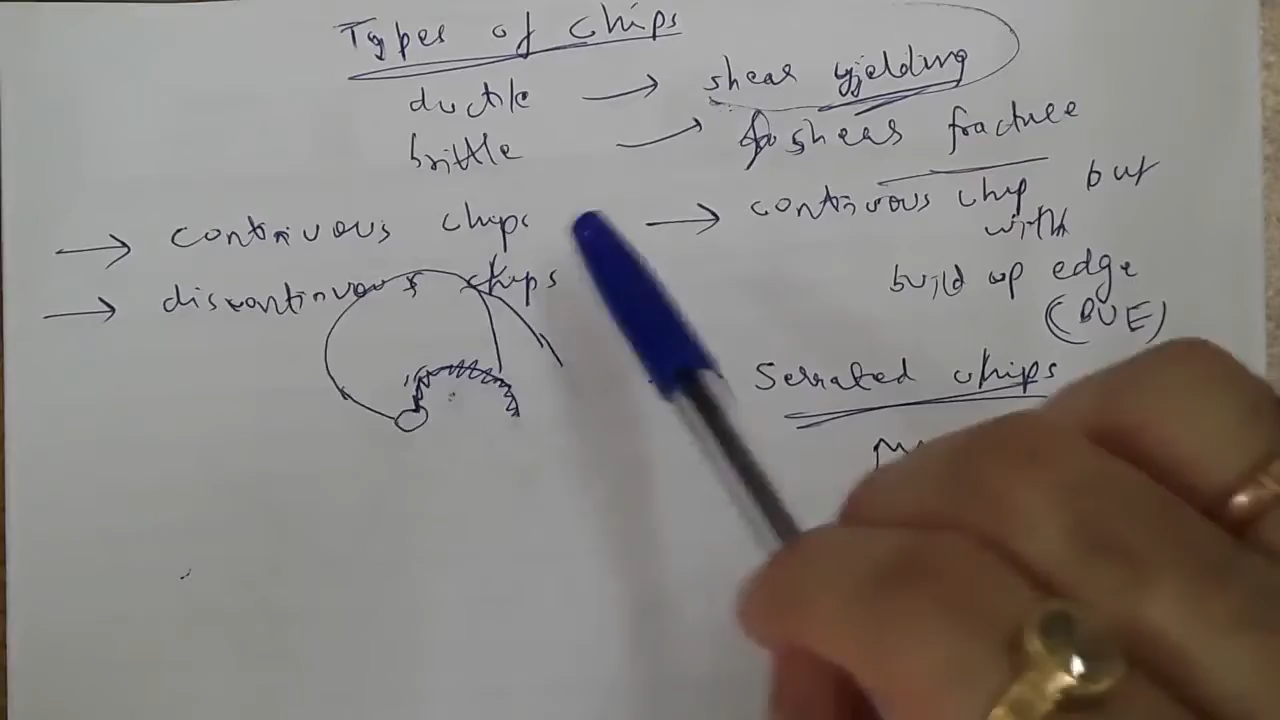 Types of chips
ductile → shear yielding
brittle → shear fracture
→ continuous chips
→ discontinuous chips
→ continuous chip but
with
build up edge
(BUE)
Serrated chips